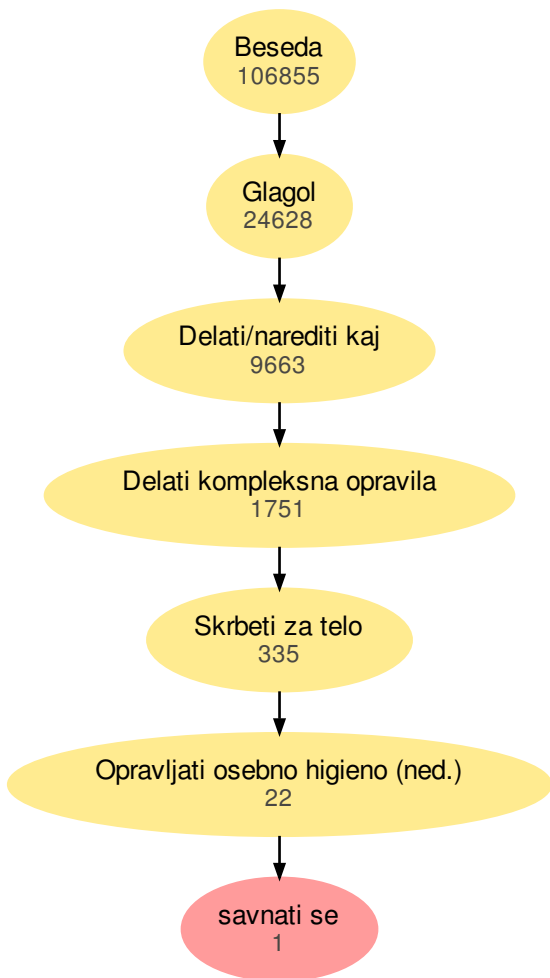 Beseda
106855
Glagol
24628
Delati/narediti kaj
9663
Delati kompleksna opravila
1751
Skrbeti za telo
335
Opravljati osebno higieno (ned.)
22
savnati se
1